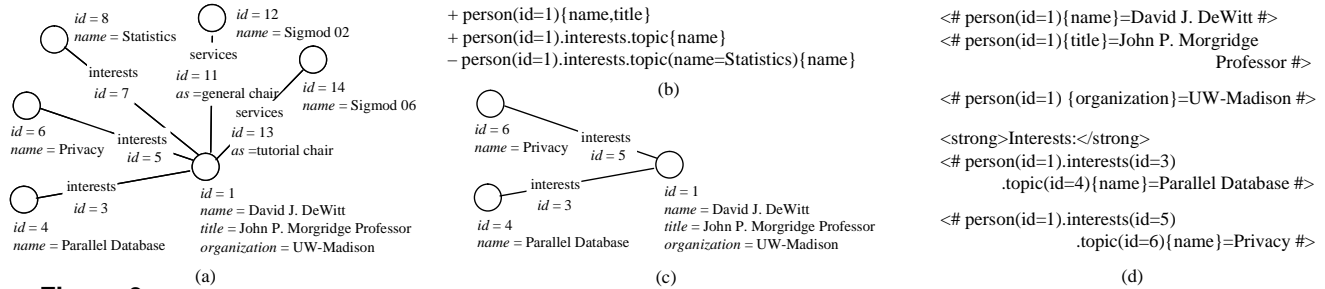 id = 8
name = Statistics
id = 12
name = Sigmod 02
services
id = 11
as =general chair
interests
id = 7
id = 14
name = Sigmod 06
services
id = 13
as =tutorial chair
id = 6
name = Privacy
interests
id = 5
interests
id = 3
id = 4
name = Parallel Database
id = 1
name = David J. DeWitt
title = John P. Morgridge Professor
organization = UW-Madison
(a)
+ person(id=1){name,title}
+ person(id=1).interests.topic{name}
– person(id=1).interests.topic(name=Statistics){name}
(b)
id = 6
name = Privacy
interests
id = 5
interests
id = 3
id = 4
name = Parallel Database
id = 1
name = David J. DeWitt
title = John P. Morgridge Professor
organization = UW-Madison
(c)
<# person(id=1){name}=David J. DeWitt #>
<# person(id=1){title}=John P. Morgridge
Professor #>
<# person(id=1) {organization}=UW-Madison #>
<strong>Interests:</strong>
<# person(id=1).interests(id=3)
.topic(id=4){name}=Parallel Database #>
<# person(id=1).interests(id=5)
.topic(id=6){name}=Privacy #>
(d)